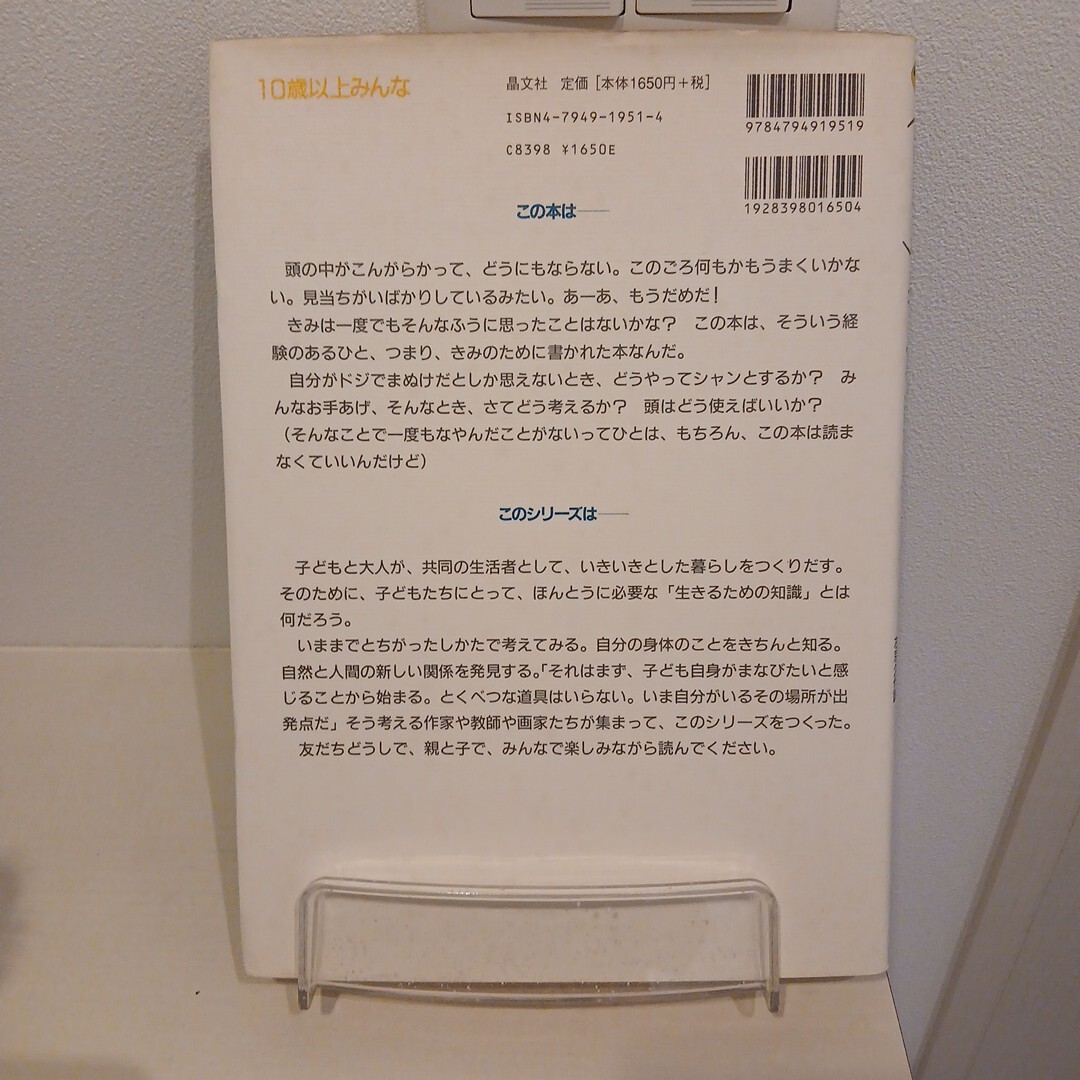 10歳以上みんな
晶文社 定価［本体1650円＋税］
ISBN4-7949-1951-4
C8398 ¥1650E
9784794919519
1928398016504
この本は――
頭の中がこんがらかって、どうにもならない。このごろ何もかもうまくいかな
い。見当ちがいばかりしているみたい。あーあ、もうだめだ！
きみは一度でもそんなふうに思ったことはないかな？ この本は、そういう経
験のあるひと、つまり、きみのために書かれた本なんだ。
自分がドジでまぬけだとしか思えないとき、どうやってシャンとするか？ み
んなお手あげ、そんなとき、さてどう考えるか？ 頭はどう使えばいいか？
（そんなことで一度もなやんだことがないってひとは、もちろん、この本は読ま
なくていいんだけど）
このシリーズは――
子どもと大人が、共同の生活者として、いきいきとした暮らしをつくりだす。
そのために、子どもたちにとって、ほんとうに必要な「生きるための知識」とは
何だろう。
いままでとちがったしかたで考えてみる。自分の身体のことをきちんと知る。
自然と人間の新しい関係を発見する。「それはまず、子ども自身がまなびたいと感
じることから始まる。とくべつな道具はいらない。いま自分がいるその場所が出
発点だ」そう考える作家や教師や画家たちが集まって、このシリーズをつくった。
友だちどうしで、親と子で、みんなで楽しみながら読んでください。